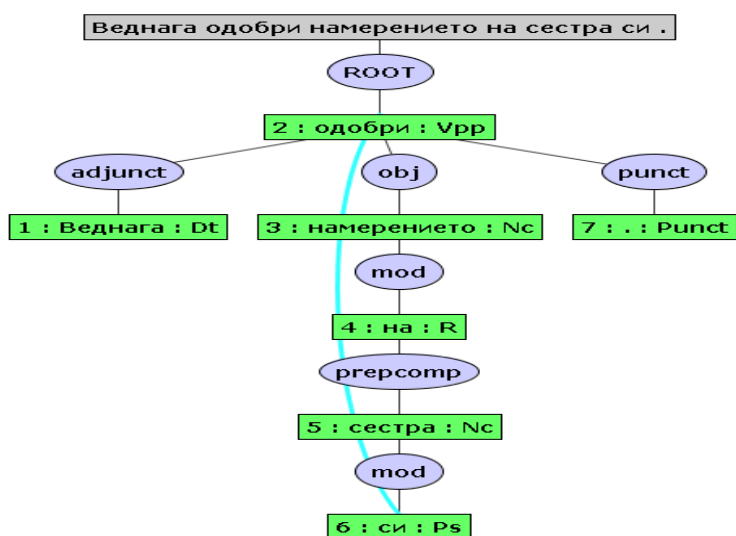 Веднага одобри намерението на сестра си .
ROOT
2 : одобри : Vpp
adjunct obj punct
1 : Веднага : Dt 3 : намерението : Nc 7 : . : Punct
mod
4 : на : R
prepcomp
5 : сестра : Nc
mod
6 : си : Ps